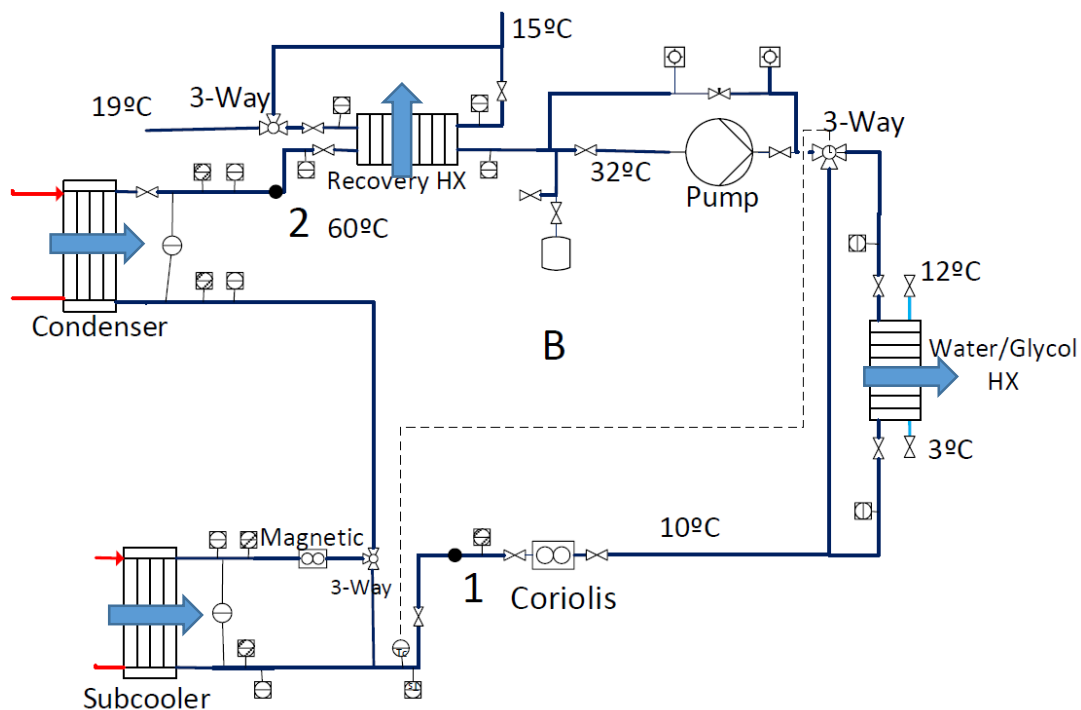 15ºC
19ºC
3-Way
3-Way
Recovery HX
32ºC
Pump
2
60ºC
Condenser
12ºC
B
Water/Glycol
HX
3ºC
Magnetic
10ºC
3-Way
1
Coriolis
Subcooler